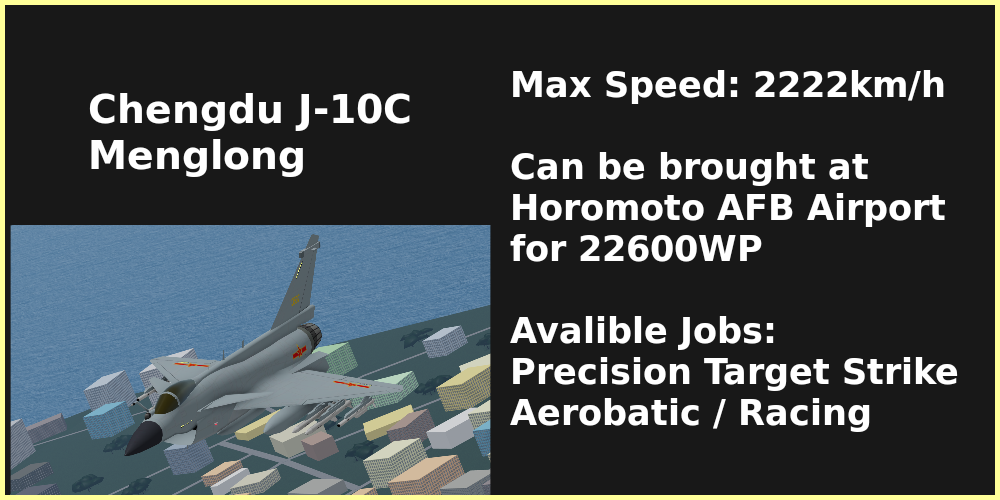 Chengdu J-10C
Menglong
Max Speed: 2222km/h
Can be brought at
Horomoto AFB Airport
for 22600WP
Avalible Jobs:
Precision Target Strike
Aerobatic / Racing